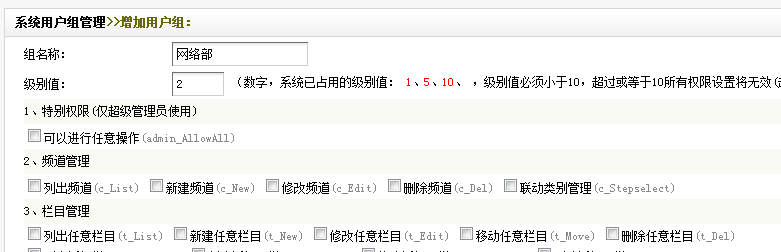 系统用户组管理>>增加用户组：
组名称： 网络部
级别值： 2 （数字，系统已占用的级别值： 1、5、10、 ，级别值必须小于10，超过或等于10所有权限设置将无效(
1、特别权限(仅超级管理员使用)
可以进行任意操作(admin_AllowAll)
2、频道管理
列出频道(c_List) 新建频道(c_New) 修改频道(c_Edit) 删除频道(c_Del) 联动类别管理(c_Stepselect)
3、栏目管理
列出任意栏目(t_List) 新建任意栏目(t_New) 修改任意栏目(t_Edit) 移动任意栏目(t_Move) 删除任意栏目(t_Del)